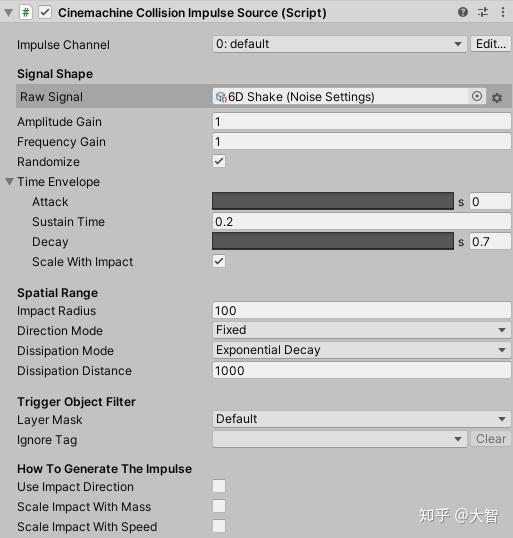 Cinemachine Collision Impulse Source (Script)
Impulse Channel 0: default Edit...
Signal Shape
Raw Signal 6D Shake (Noise Settings)
Amplitude Gain 1
Frequency Gain 1
Randomize
Time Envelope
Attack s 0
Sustain Time 0.2
Decay s 0.7
Scale With Impact
Spatial Range
Impact Radius 100
Direction Mode Fixed
Dissipation Mode Exponential Decay
Dissipation Distance 1000
Trigger Object Filter
Layer Mask Default
Ignore Tag Clear
How To Generate The Impulse
Use Impact Direction
Scale Impact With Mass
Scale Impact With Speed
知乎 @大智